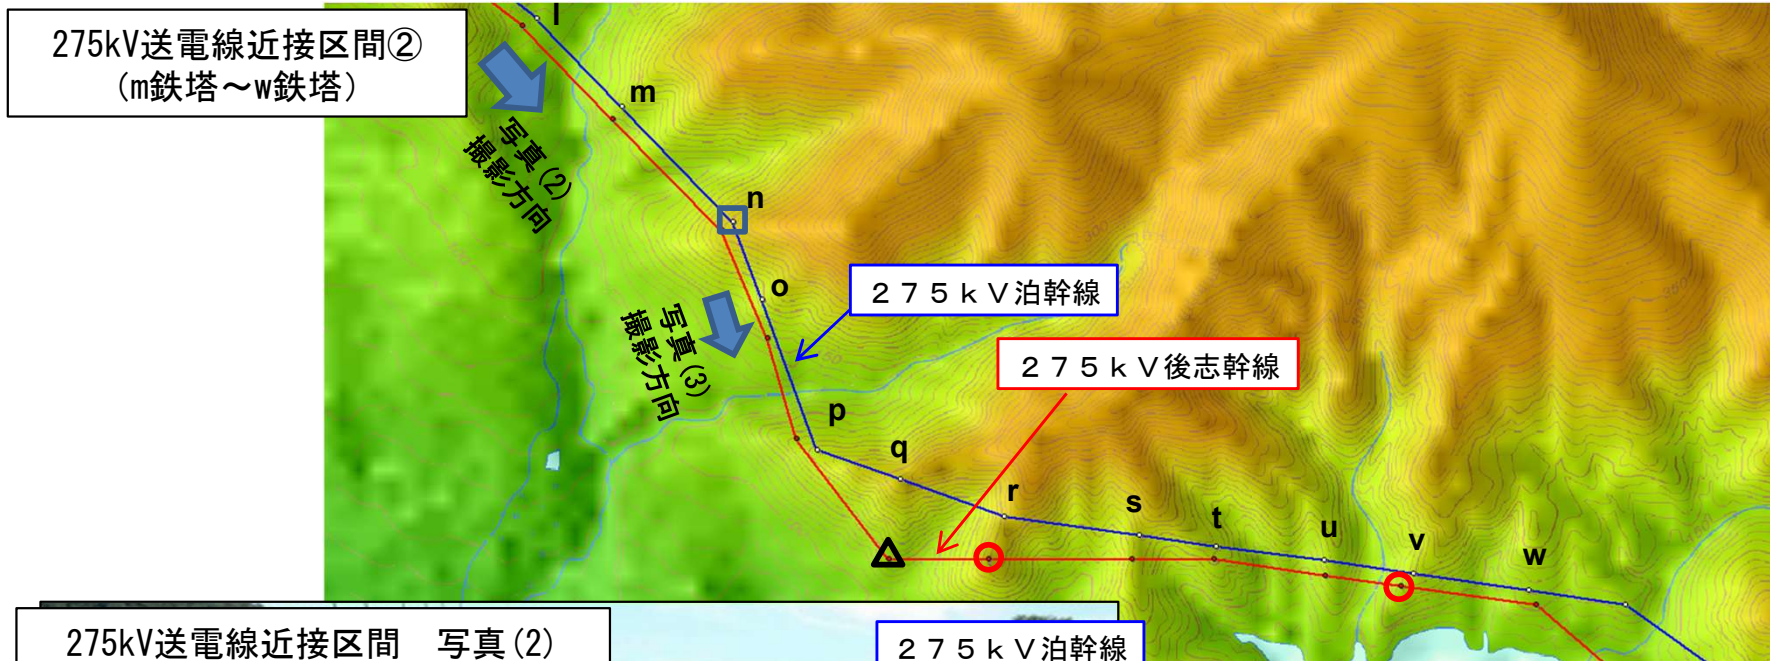 275kV送電線近接区間②
(m鉄塔～w鉄塔)
l
m
写真(2)
撮影方向
n
o
２７５ｋＶ泊幹線
写真(3)
撮影方向
２７５ｋＶ後志幹線
p
q
r
s
t
u
v
w
275kV送電線近接区間　写真(2)
２７５ｋＶ泊幹線